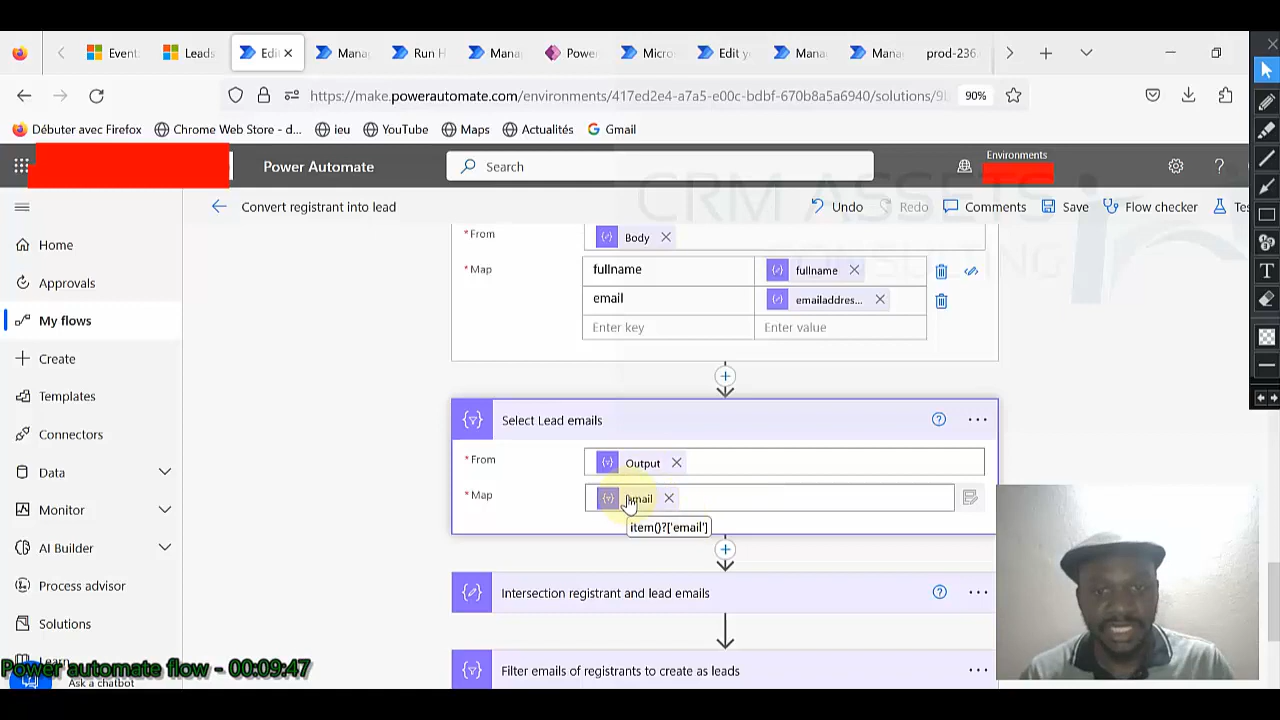 Event
Leads
Edi
Mana
Run H
Mana
Powe
Micro
Edit y
Mana
Mana
prod-236.
https://make.powerautomate.com/environments/417ed2e4-a7a5-e00c-bdbf-670b8a5a6940/solutions/9
90%
Débuter avec Firefox
Chrome Web Store - d...
ieu
YouTube
Maps
Actualités
Gmail
Power Automate
Search
Environments
CRM ASSETS
Convert registrant into lead
Undo
Redo
Comments
Save
Flow checker
Tes
Home
Approvals
My flows
Create
Templates
Connectors
Data
Monitor
AI Builder
Process advisor
Solutions
Learn
Ask a chatbot
* From
Body
* Map
fullname
fullname
email
emailaddres...
Enter key
Enter value
Select Lead emails
* From
Output
* Map
email
item()?['email']
Intersection registrant and lead emails
Filter emails of registrants to create as leads
Power automate flow - 00:09:47